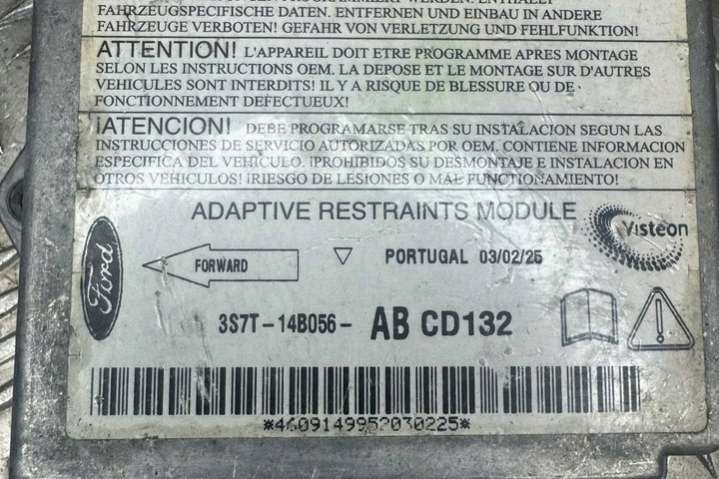 FAHRZEUGSPEZIFISCHE DATEN. ENTFERNEN UND EINBAU IN ANDERE
FAHRZEUGE VERBOTEN! GEFAHR VON VERLETZUNG UND FEHLFUNKTION!
ATTENTION! L'APPAREIL DOIT ETRE PROGRAMME APRES MONTAGE
SELON LES INSTRUCTIONS OEM. LA DEPOSE ET LE MONTAGE SUR D'AUTRES
VEHICULES SONT INTERDITS! IL Y A RISQUE DE BLESSURE OU DE
FONCTIONNEMENT DEFECTUEUX!
¡ATENCION! DEBE PROGRAMARSE TRAS SU INSTALACION SEGUN LAS
INSTRUCCIONES DE SERVICIO AUTORIZADAS POR OEM. CONTIENE INFORMACION
ESPECIFICA DEL VEHICULO. ¡PROHIBIDOS SU DESMONTAJE E INSTALACION EN
OTROS VEHICULOS! ¡RIESGO DE LESIONES O MAL FUNCIONAMIENTO!
ADAPTIVE RESTRAINTS MODULE
Visteon
Ford
FORWARD
PORTUGAL 03/02/25
3S7T-14B056- AB CD132
*4609149952030225*